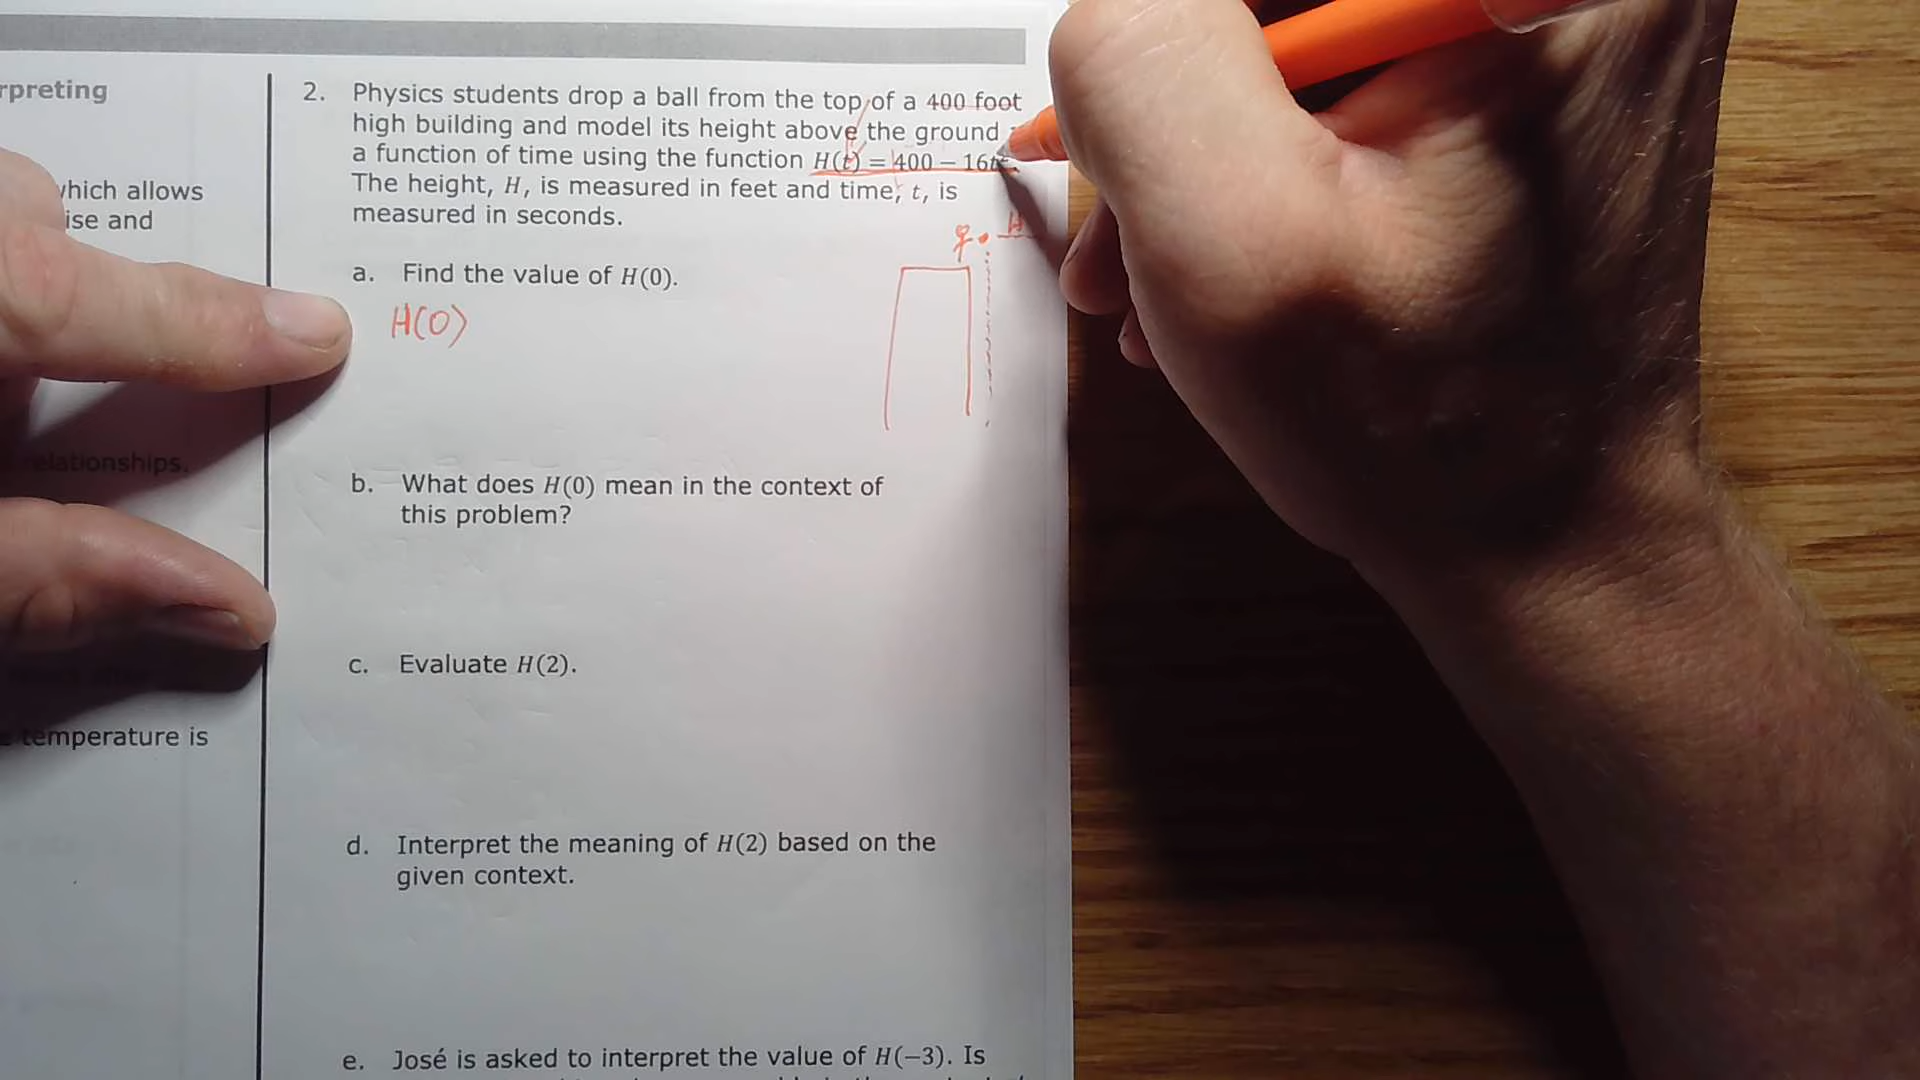 rpreting
which allows
ise and
relationships.
temperature is
2. Physics students drop a ball from the top of a 400 foot
high building and model its height above the ground
a function of time using the function H(t) = 400 − 16t
The height, H, is measured in feet and time, t, is
measured in seconds.
H
a. Find the value of H(0).
H(0)
b. What does H(0) mean in the context of
this problem?
c. Evaluate H(2).
d. Interpret the meaning of H(2) based on the
given context.
e. José is asked to interpret the value of H(−3). Is